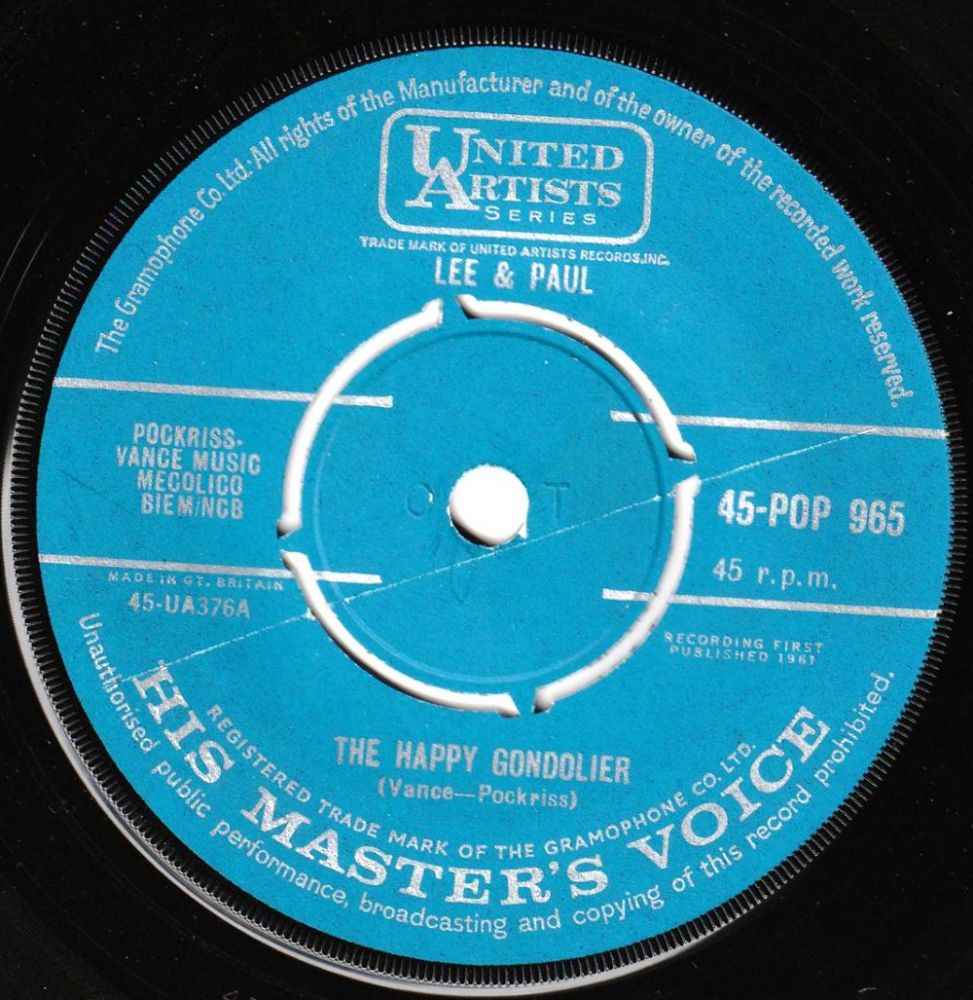 The Gramophone Co Ltd. All rights of the Manufacturer and of the owner of the recorded work reserved.
UNITED
ARTISTS
SERIES
TRADE MARK OF UNITED ARTISTS RECORDS, INC.
LEE & PAUL
POCKRISS-
VANCE MUSIC
MECOLICO
BIEM/NCB
45-POP 965
45 r.p.m.
MADE IN GT. BRITAIN
45-UA376A
RECORDING FIRST
PUBLISHED 1961
THE HAPPY GONDOLIER
(Vance—Pockriss)
REGISTERED TRADE MARK OF THE GRAMOPHONE CO. LTD.
"HIS MASTER'S VOICE"
Unauthorised public performance, broadcasting and copying of this record prohibited.